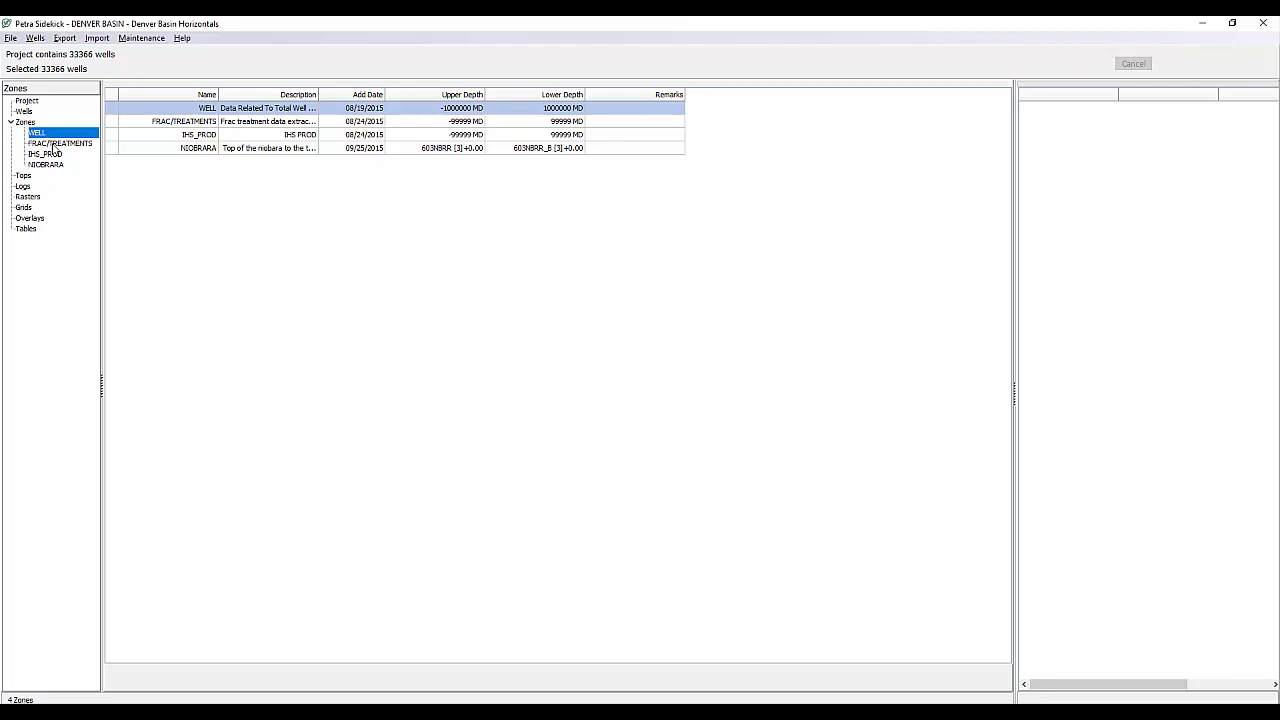 Petra Sidekick - DENVER BASIN - Denver Basin Horizontals
File Wells Export Import Maintenance Help
Project contains 33366 wells
Selected 33366 wells
Cancel
Zones
Project
Wells
Zones
WELL
FRAC/TREATMENTS
IHS_PROD
NIOBRARA
Tops
Logs
Rasters
Grids
Overlays
Tables
Name Description Add Date Upper Depth Lower Depth Remarks
WELL Data Related To Total Well ... 08/19/2015 -1000000 MD 1000000 MD
FRAC/TREATMENTS Frac treatment data extrac... 08/24/2015 -99999 MD 99999 MD
IHS_PROD IHS PROD 08/24/2015 -99999 MD 99999 MD
NIOBRARA Top of the niobara to the t... 09/25/2015 603NBRR [3]+0.00 603NBRR_B [3]+0.00
4 Zones